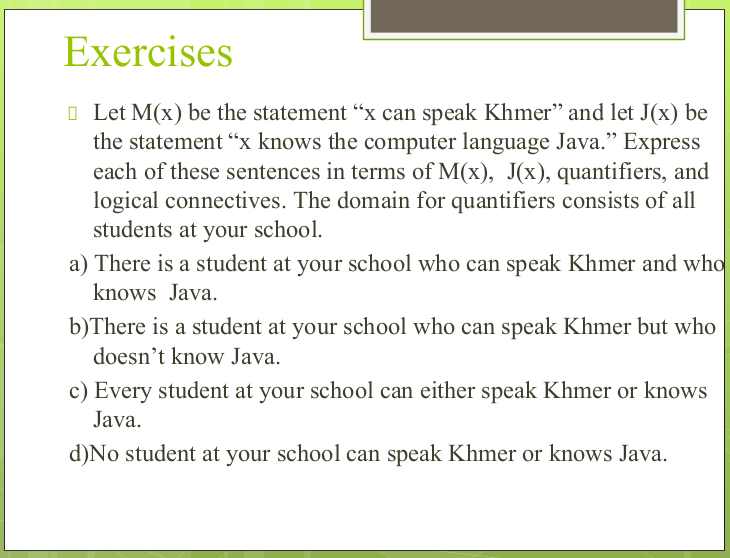 Exercises
Let M(x) be the statement “x can speak Khmer” and let J(x) be
the statement “x knows the computer language Java.” Express
each of these sentences in terms of M(x),  J(x), quantifiers, and
logical connectives. The domain for quantifiers consists of all
students at your school.
a) There is a student at your school who can speak Khmer and who
knows  Java.
b)There is a student at your school who can speak Khmer but who
doesn’t know Java.
c) Every student at your school can either speak Khmer or knows
Java.
d)No student at your school can speak Khmer or knows Java.